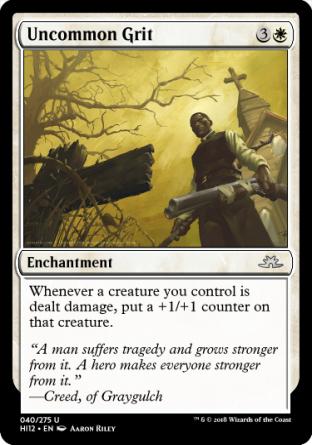 Uncommon Grit 3
Enchantment
Whenever a creature you control is
dealt damage, put a +1/+1 counter on
that creature.
“A man suffers tragedy and grows stronger
from it. A hero makes everyone stronger
from it.”
—Creed, of Graygulch
040/275 U
HI12 • EN Aaron Riley
™ & © 2018 Wizards of the Coast